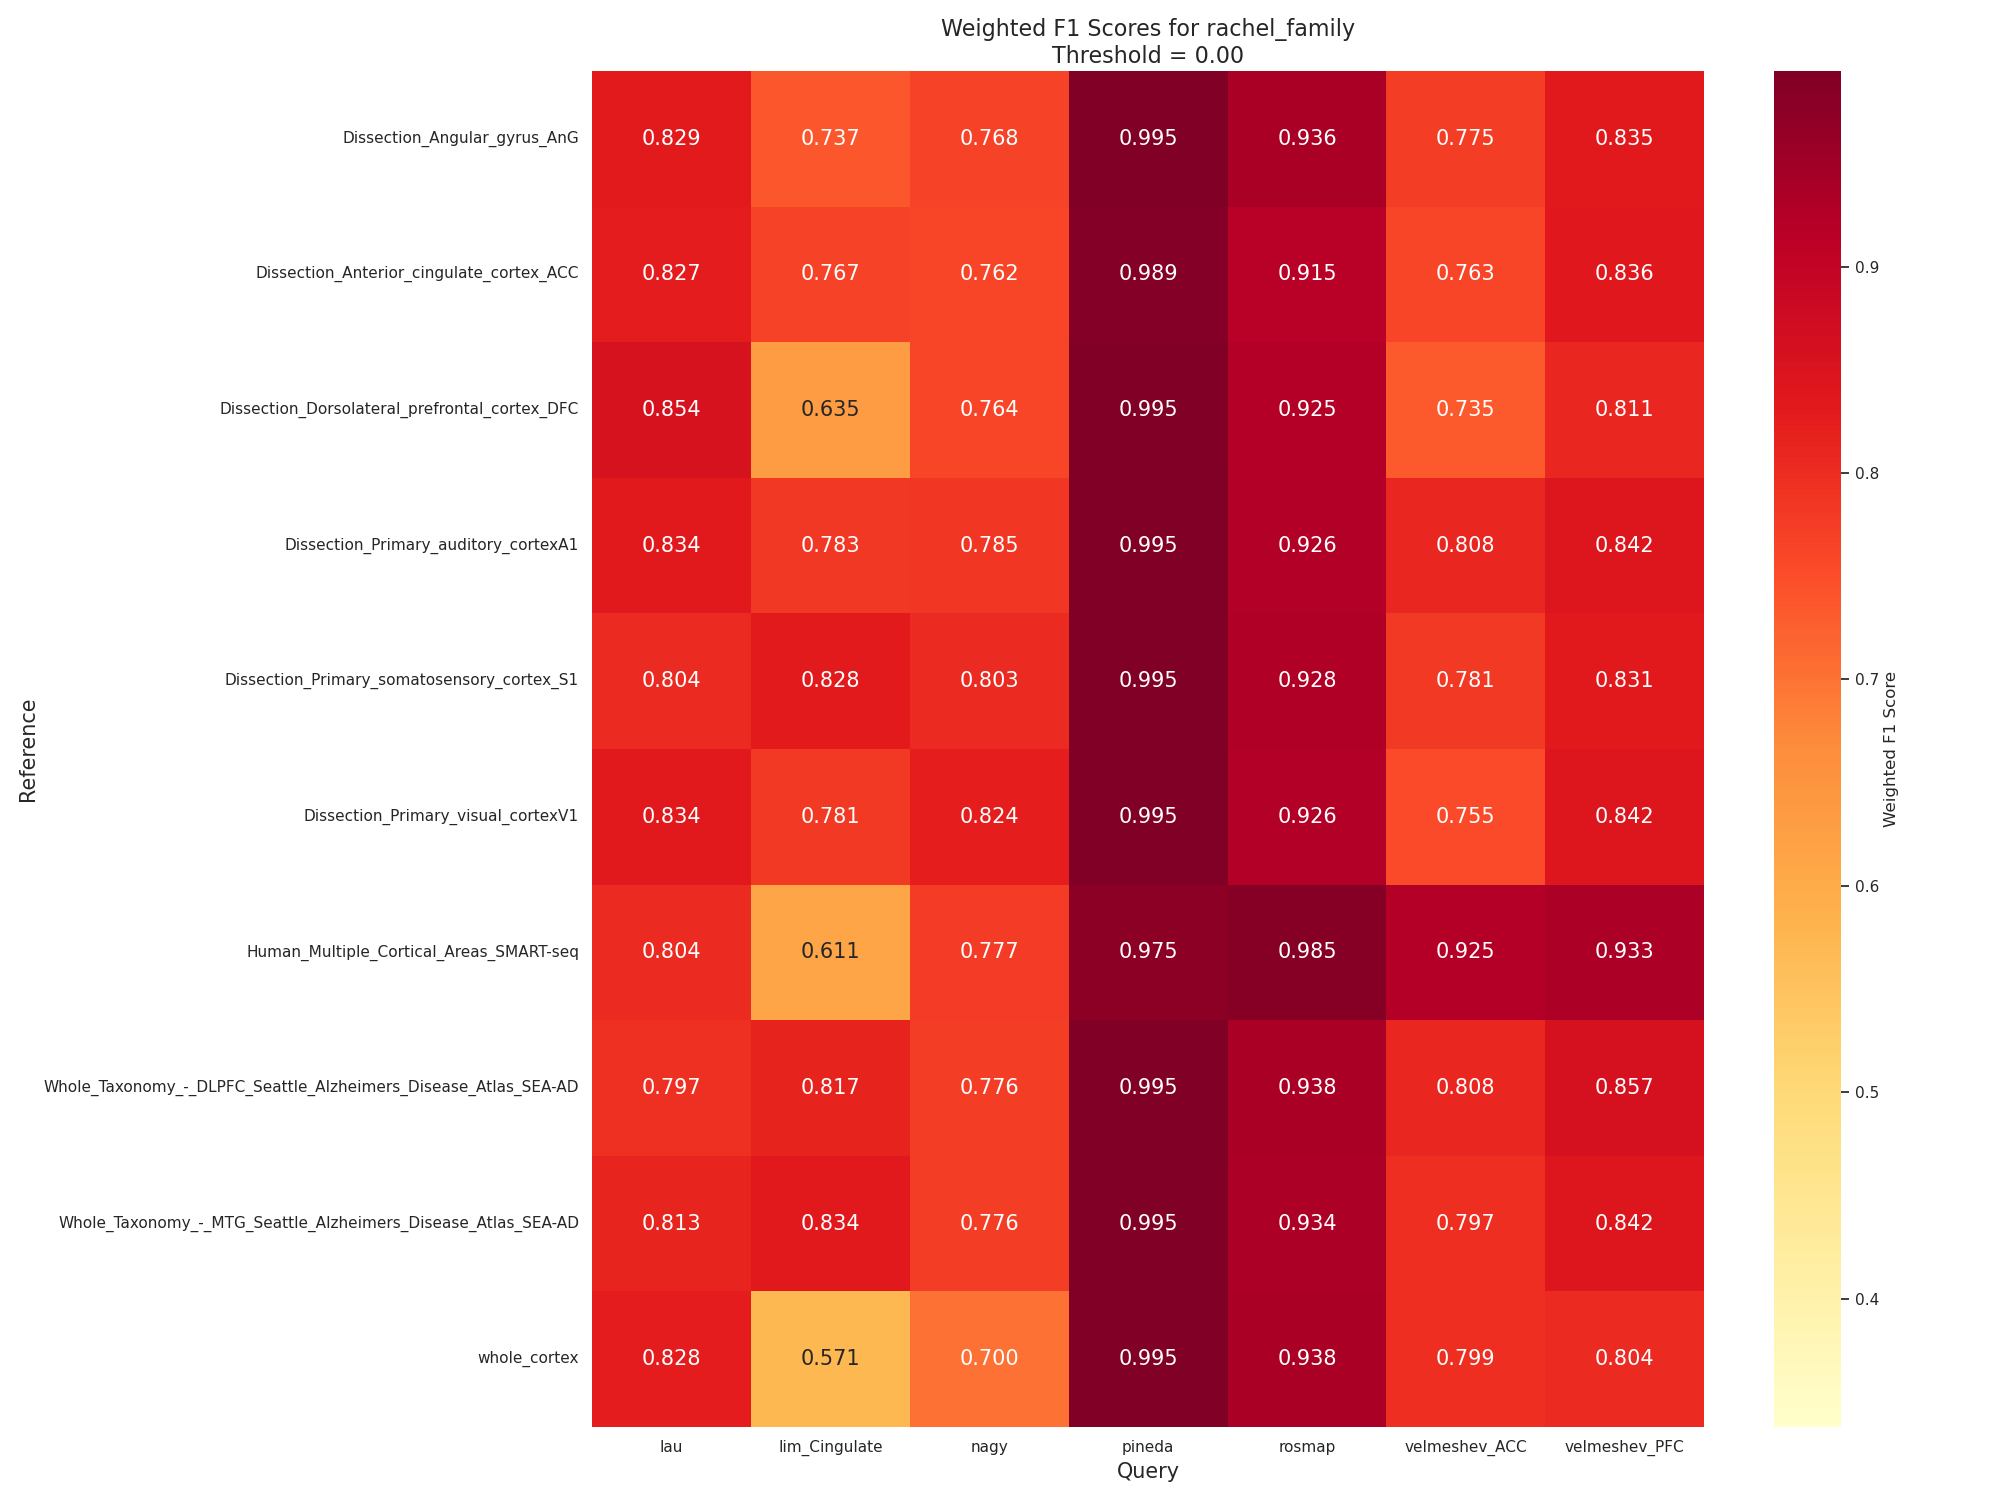 Weighted F1 Scores for rachel_family
Threshold = 0.00
Reference
Dissection_Angular_gyrus_AnG 0.829 0.737 0.768 0.995 0.936 0.775 0.835
Dissection_Anterior_cingulate_cortex_ACC 0.827 0.767 0.762 0.989 0.915 0.763 0.836
Dissection_Dorsolateral_prefrontal_cortex_DFC 0.854 0.635 0.764 0.995 0.925 0.735 0.811
Dissection_Primary_auditory_cortexA1 0.834 0.783 0.785 0.995 0.926 0.808 0.842
Dissection_Primary_somatosensory_cortex_S1 0.804 0.828 0.803 0.995 0.928 0.781 0.831
Dissection_Primary_visual_cortexV1 0.834 0.781 0.824 0.995 0.926 0.755 0.842
Human_Multiple_Cortical_Areas_SMART-seq 0.804 0.611 0.777 0.975 0.985 0.925 0.933
Whole_Taxonomy_-_DLPFC_Seattle_Alzheimers_Disease_Atlas_SEA-AD 0.797 0.817 0.776 0.995 0.938 0.808 0.857
Whole_Taxonomy_-_MTG_Seattle_Alzheimers_Disease_Atlas_SEA-AD 0.813 0.834 0.776 0.995 0.934 0.797 0.842
whole_cortex 0.828 0.571 0.700 0.995 0.938 0.799 0.804
lau lim_Cingulate nagy pineda rosmap velmeshev_ACC velmeshev_PFC
Query
0.9
0.8
0.7
0.6
0.5
0.4
Weighted F1 Score